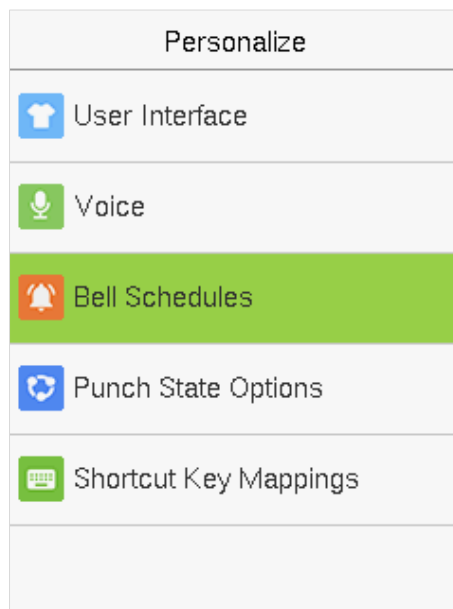 Personalize
User Interface
Voice
Bell Schedules
Punch State Options
Shortcut Key Mappings